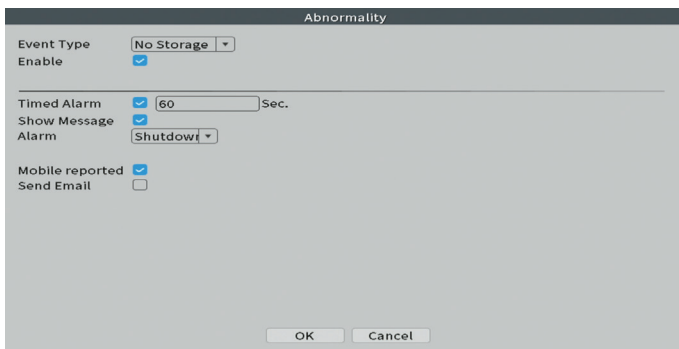 Abnormality
Event Type No Storage
Enable
Timed Alarm 60 Sec.
Show Message
Alarm
Mobile reported
Send Email
OK Cancel